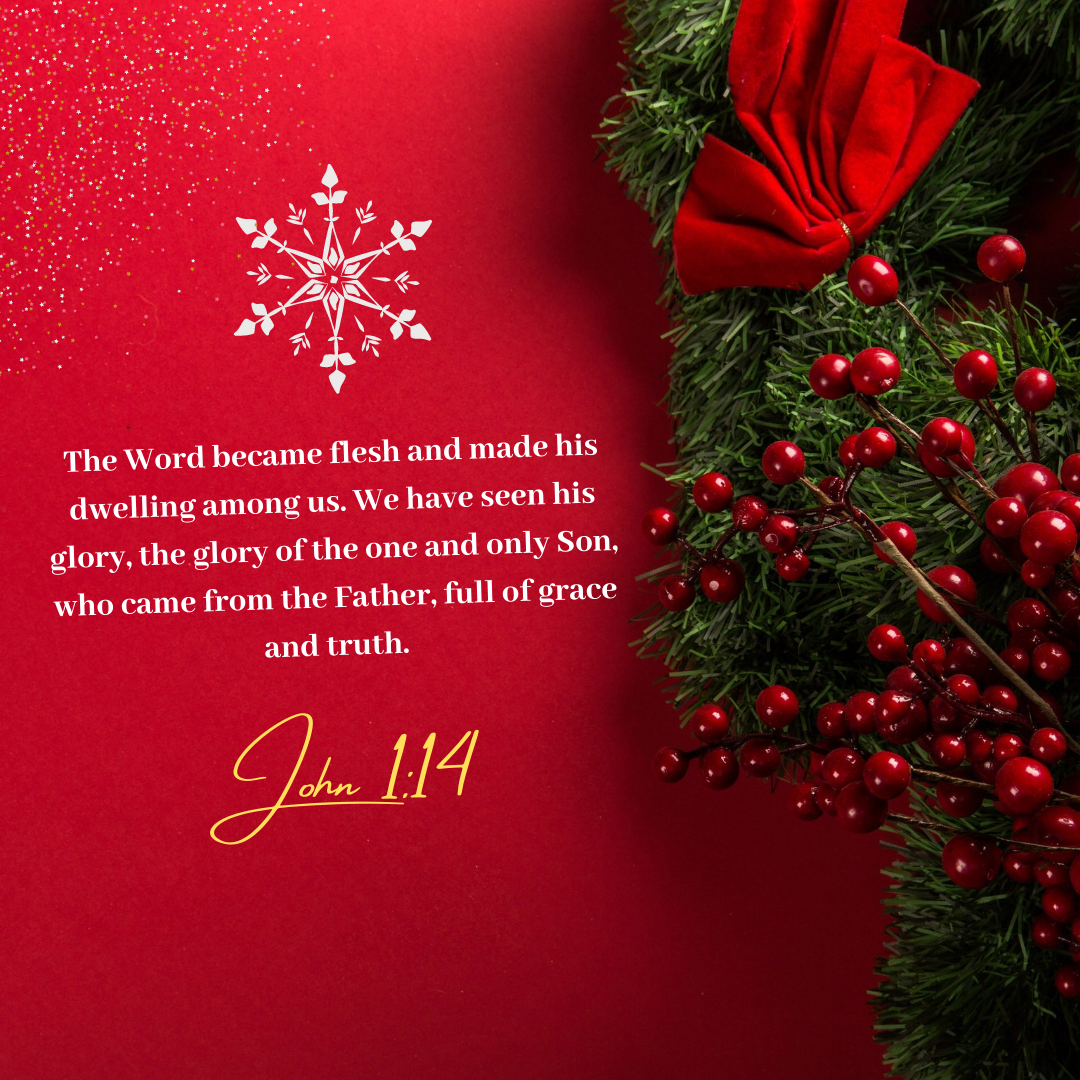 The Word became flesh and made his
dwelling among us. We have seen his
glory, the glory of the one and only Son,
who came from the Father, full of grace
and truth.
John 1:14